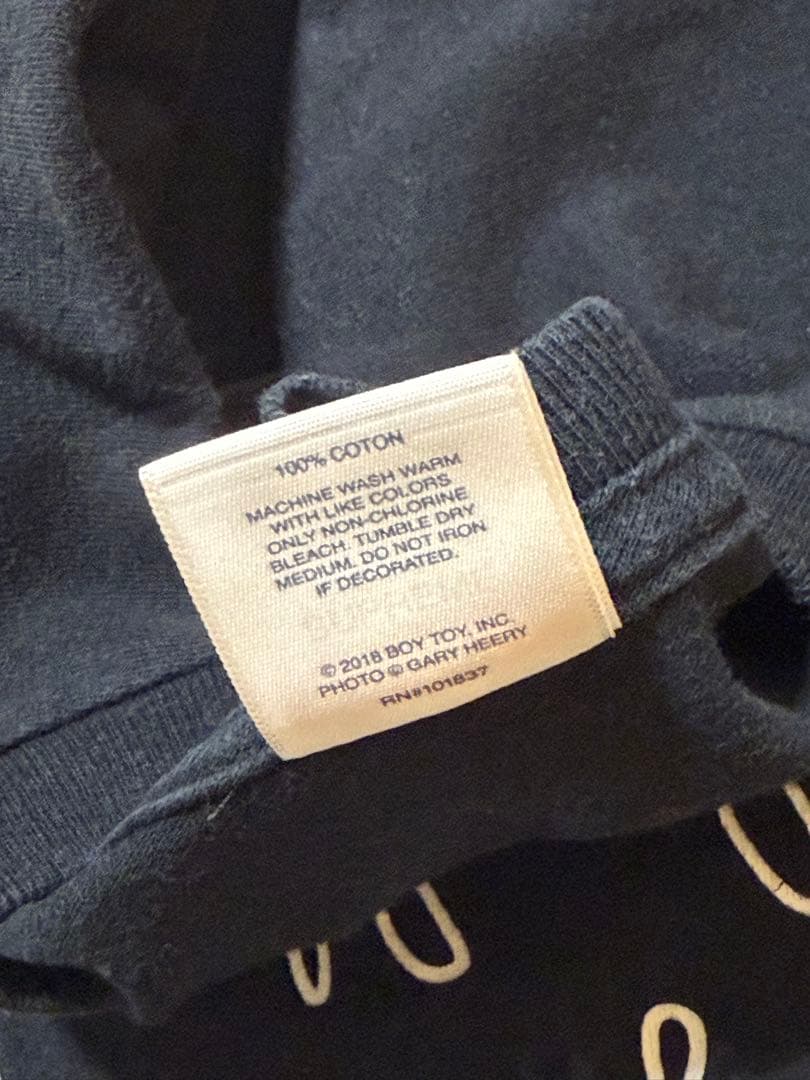 100% COTON
MACHINE WASH WARM
WITH LIKE COLORS
ONLY NON-CHLORINE
BLEACH. TUMBLE DRY
MEDIUM. DO NOT IRON
IF DECORATED.
© 2018 BOY TOY, INC.
PHOTO © GARY HEERY
RN#101837